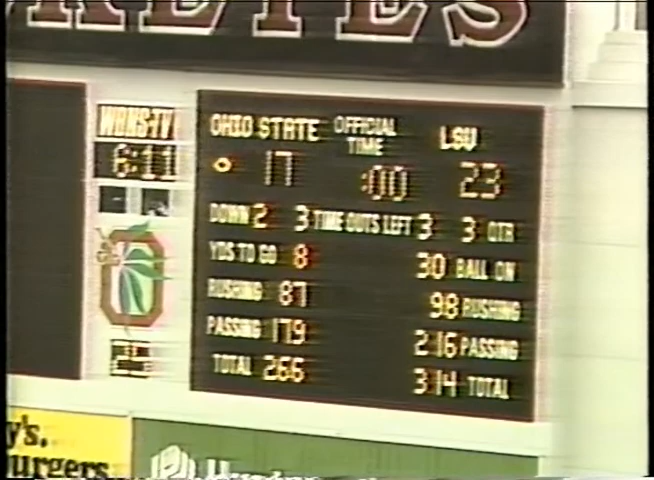 WBNS-TV
6:11
OHIO STATE OFFICIAL TIME LSU
17 :00 23
DOWN 2 3 TIME OUTS LEFT 3 3 QTR
YDS TO GO 8 30 BALL ON
RUSHING 87 98 RUSHING
PASSING 179 216 PASSING
TOTAL 266 314 TOTAL
y's.
urgers